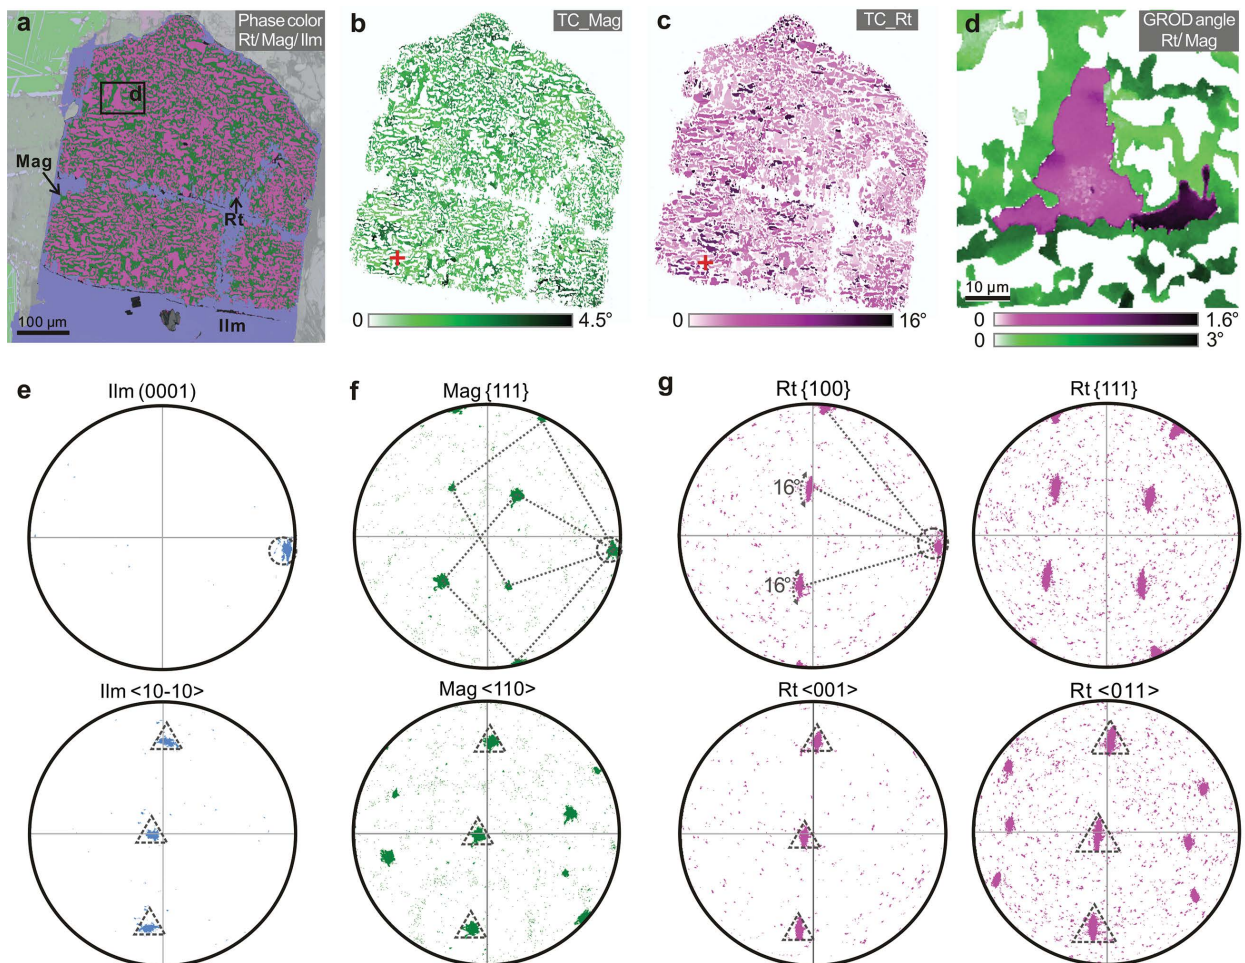 a
Phase color
Rt/ Mag/ Ilm
d
Mag
Rt
Ilm
100 µm
b
TC_Mag
0
4.5°
c
TC_Rt
0
16°
d
GROD angle
Rt/ Mag
10 µm
0
1.6°
0
3°
e
Ilm (0001)
f
Mag {111}
g
Rt {100}
16°
16°
Rt {111}
Ilm <10-10>
Mag <110>
Rt <001>
Rt <011>